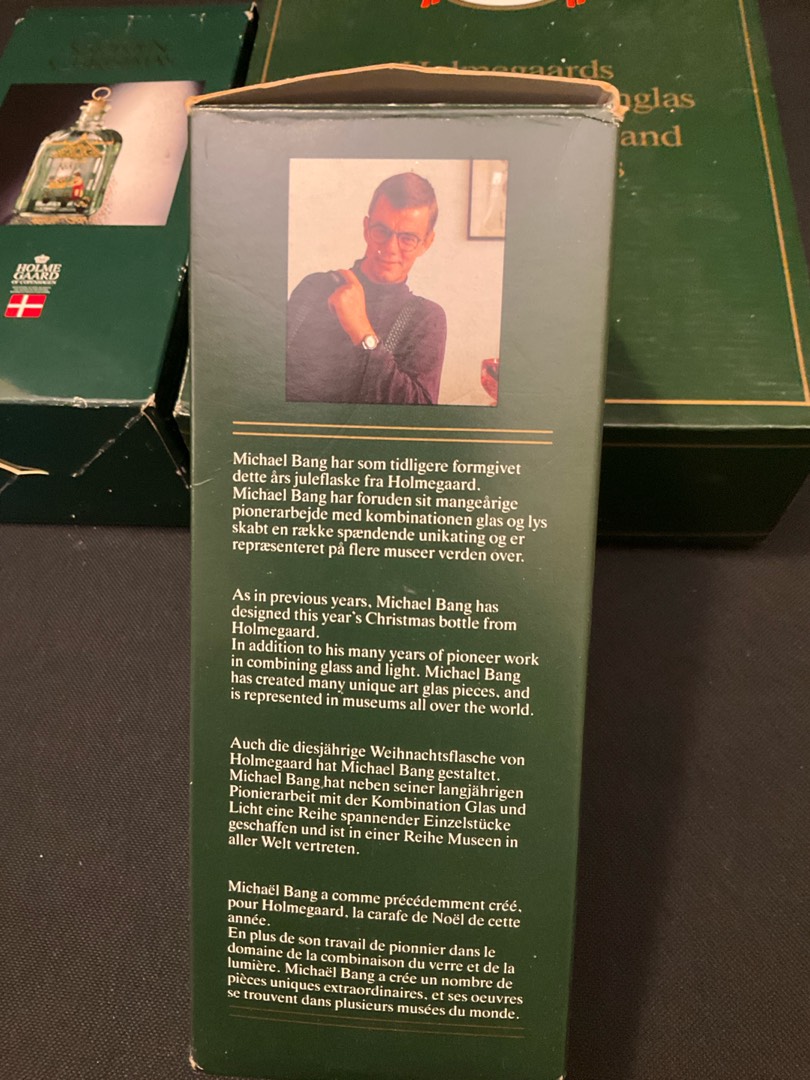 HOLME
GAARD
OF COPENHAGEN
Holmegaards
nglas
and
s
Michael Bang har som tidligere formgivet
dette års juleflaske fra Holmegaard.
Michael Bang har foruden sit mangeårige
pionerarbejde med kombinationen glas og lys
skabt en række spændende unikating og er
repræsenteret på flere museer verden over.
As in previous years, Michael Bang has
designed this year's Christmas bottle from
Holmegaard.
In addition to his many years of pioneer work
in combining glass and light, Michael Bang
has created many unique art glas pieces, and
is represented in museums all over the world.
Auch die diesjährige Weihnachtsflasche von
Holmegaard hat Michael Bang gestaltet.
Michael Bang hat neben seiner langjährigen
Pionierarbeit mit der Kombination Glas und
Licht eine Reihe spannender Einzelstücke
geschaffen und ist in einer Reihe Museen in
aller Welt vertreten.
Michaël Bang a comme précédemment créé,
pour Holmegaard, la carafe de Noël de cette
année.
En plus de son travail de pionnier dans le
domaine de la combinaison du verre et de la
lumière, Michaël Bang a crée un nombre de
pièces uniques extraordinaires, et ses oeuvres
se trouvent dans plusieurs musées du monde.